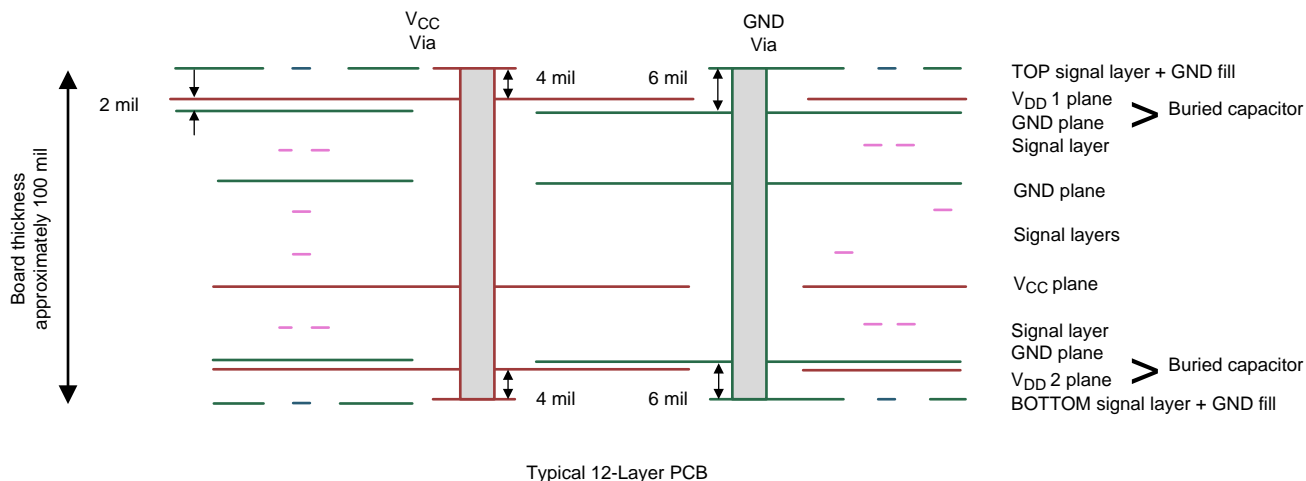 VCC
Via
GND
Via
4 mil
6 mil
2 mil
Board thickness
approximately 100 mil
TOP signal layer + GND fill
VDD 1 plane
GND plane
Buried capacitor
Signal layer
GND plane
Signal layers
VCC plane
Signal layer
GND plane
VDD 2 plane
Buried capacitor
BOTTOM signal layer + GND fill
4 mil
6 mil
Typical 12-Layer PCB